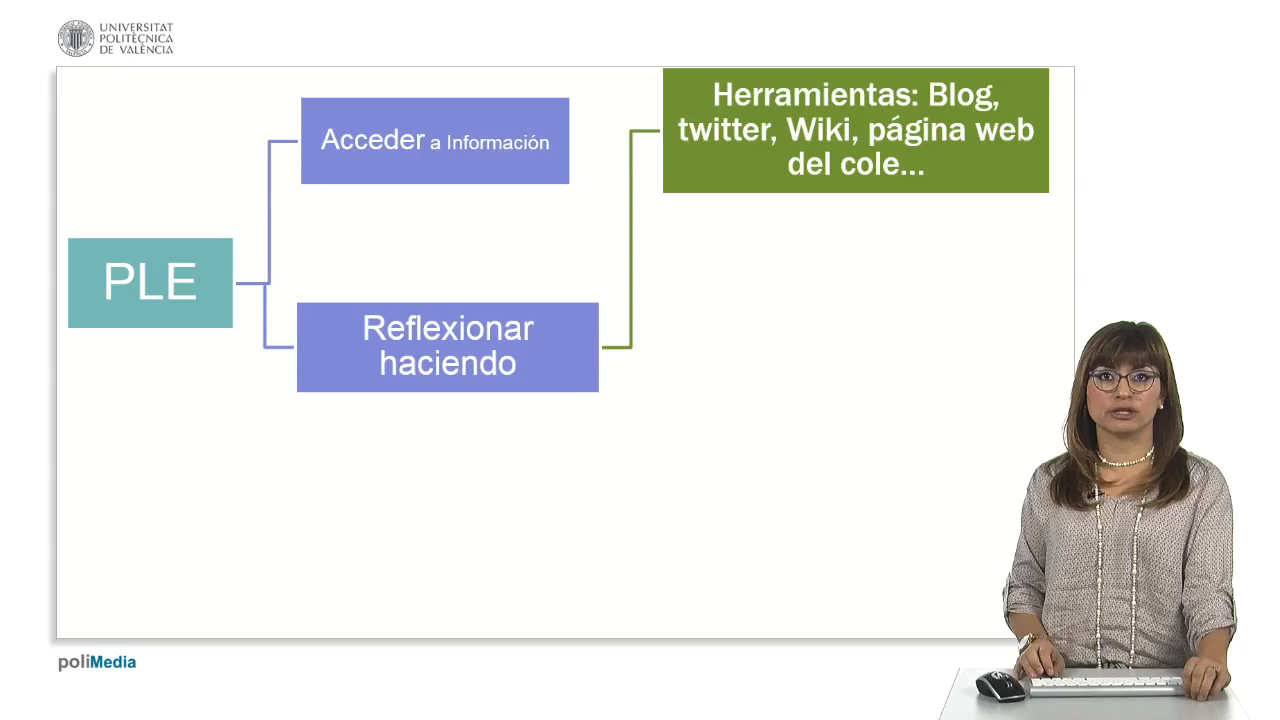 UNIVERSITAT
POLITÈCNICA
DE VALÈNCIA
Acceder a Información
Herramientas: Blog,
twitter, Wiki, página web
del cole...
PLE
Reflexionar
haciendo
poliMedia